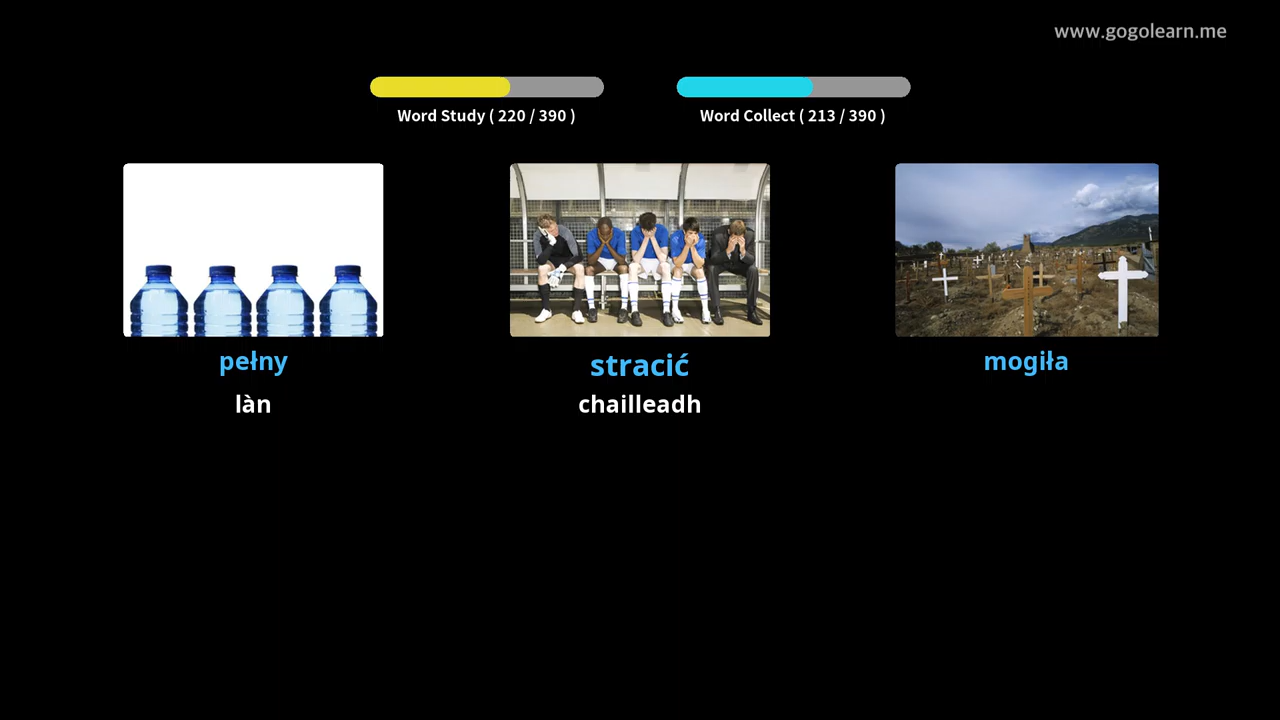 www.gogolearn.me
Word Study ( 220 / 390 )
Word Collect ( 213 / 390 )
pełny
stracić
mogiła
làn
chailleadh